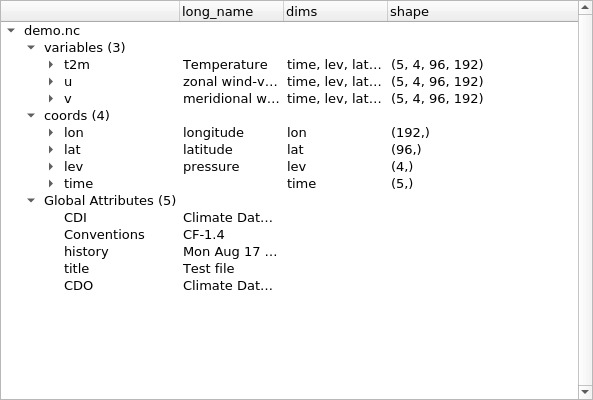 long_name dims shape
demo.nc
variables (3)
t2m Temperature time, lev, lat... (5, 4, 96, 192)
u zonal wind-v... time, lev, lat... (5, 4, 96, 192)
v meridional w... time, lev, lat... (5, 4, 96, 192)
coords (4)
lon longitude lon (192,)
lat latitude lat (96,)
lev pressure lev (4,)
time time (5,)
Global Attributes (5)
CDI Climate Dat...
Conventions CF-1.4
history Mon Aug 17 ...
title Test file
CDO Climate Dat...